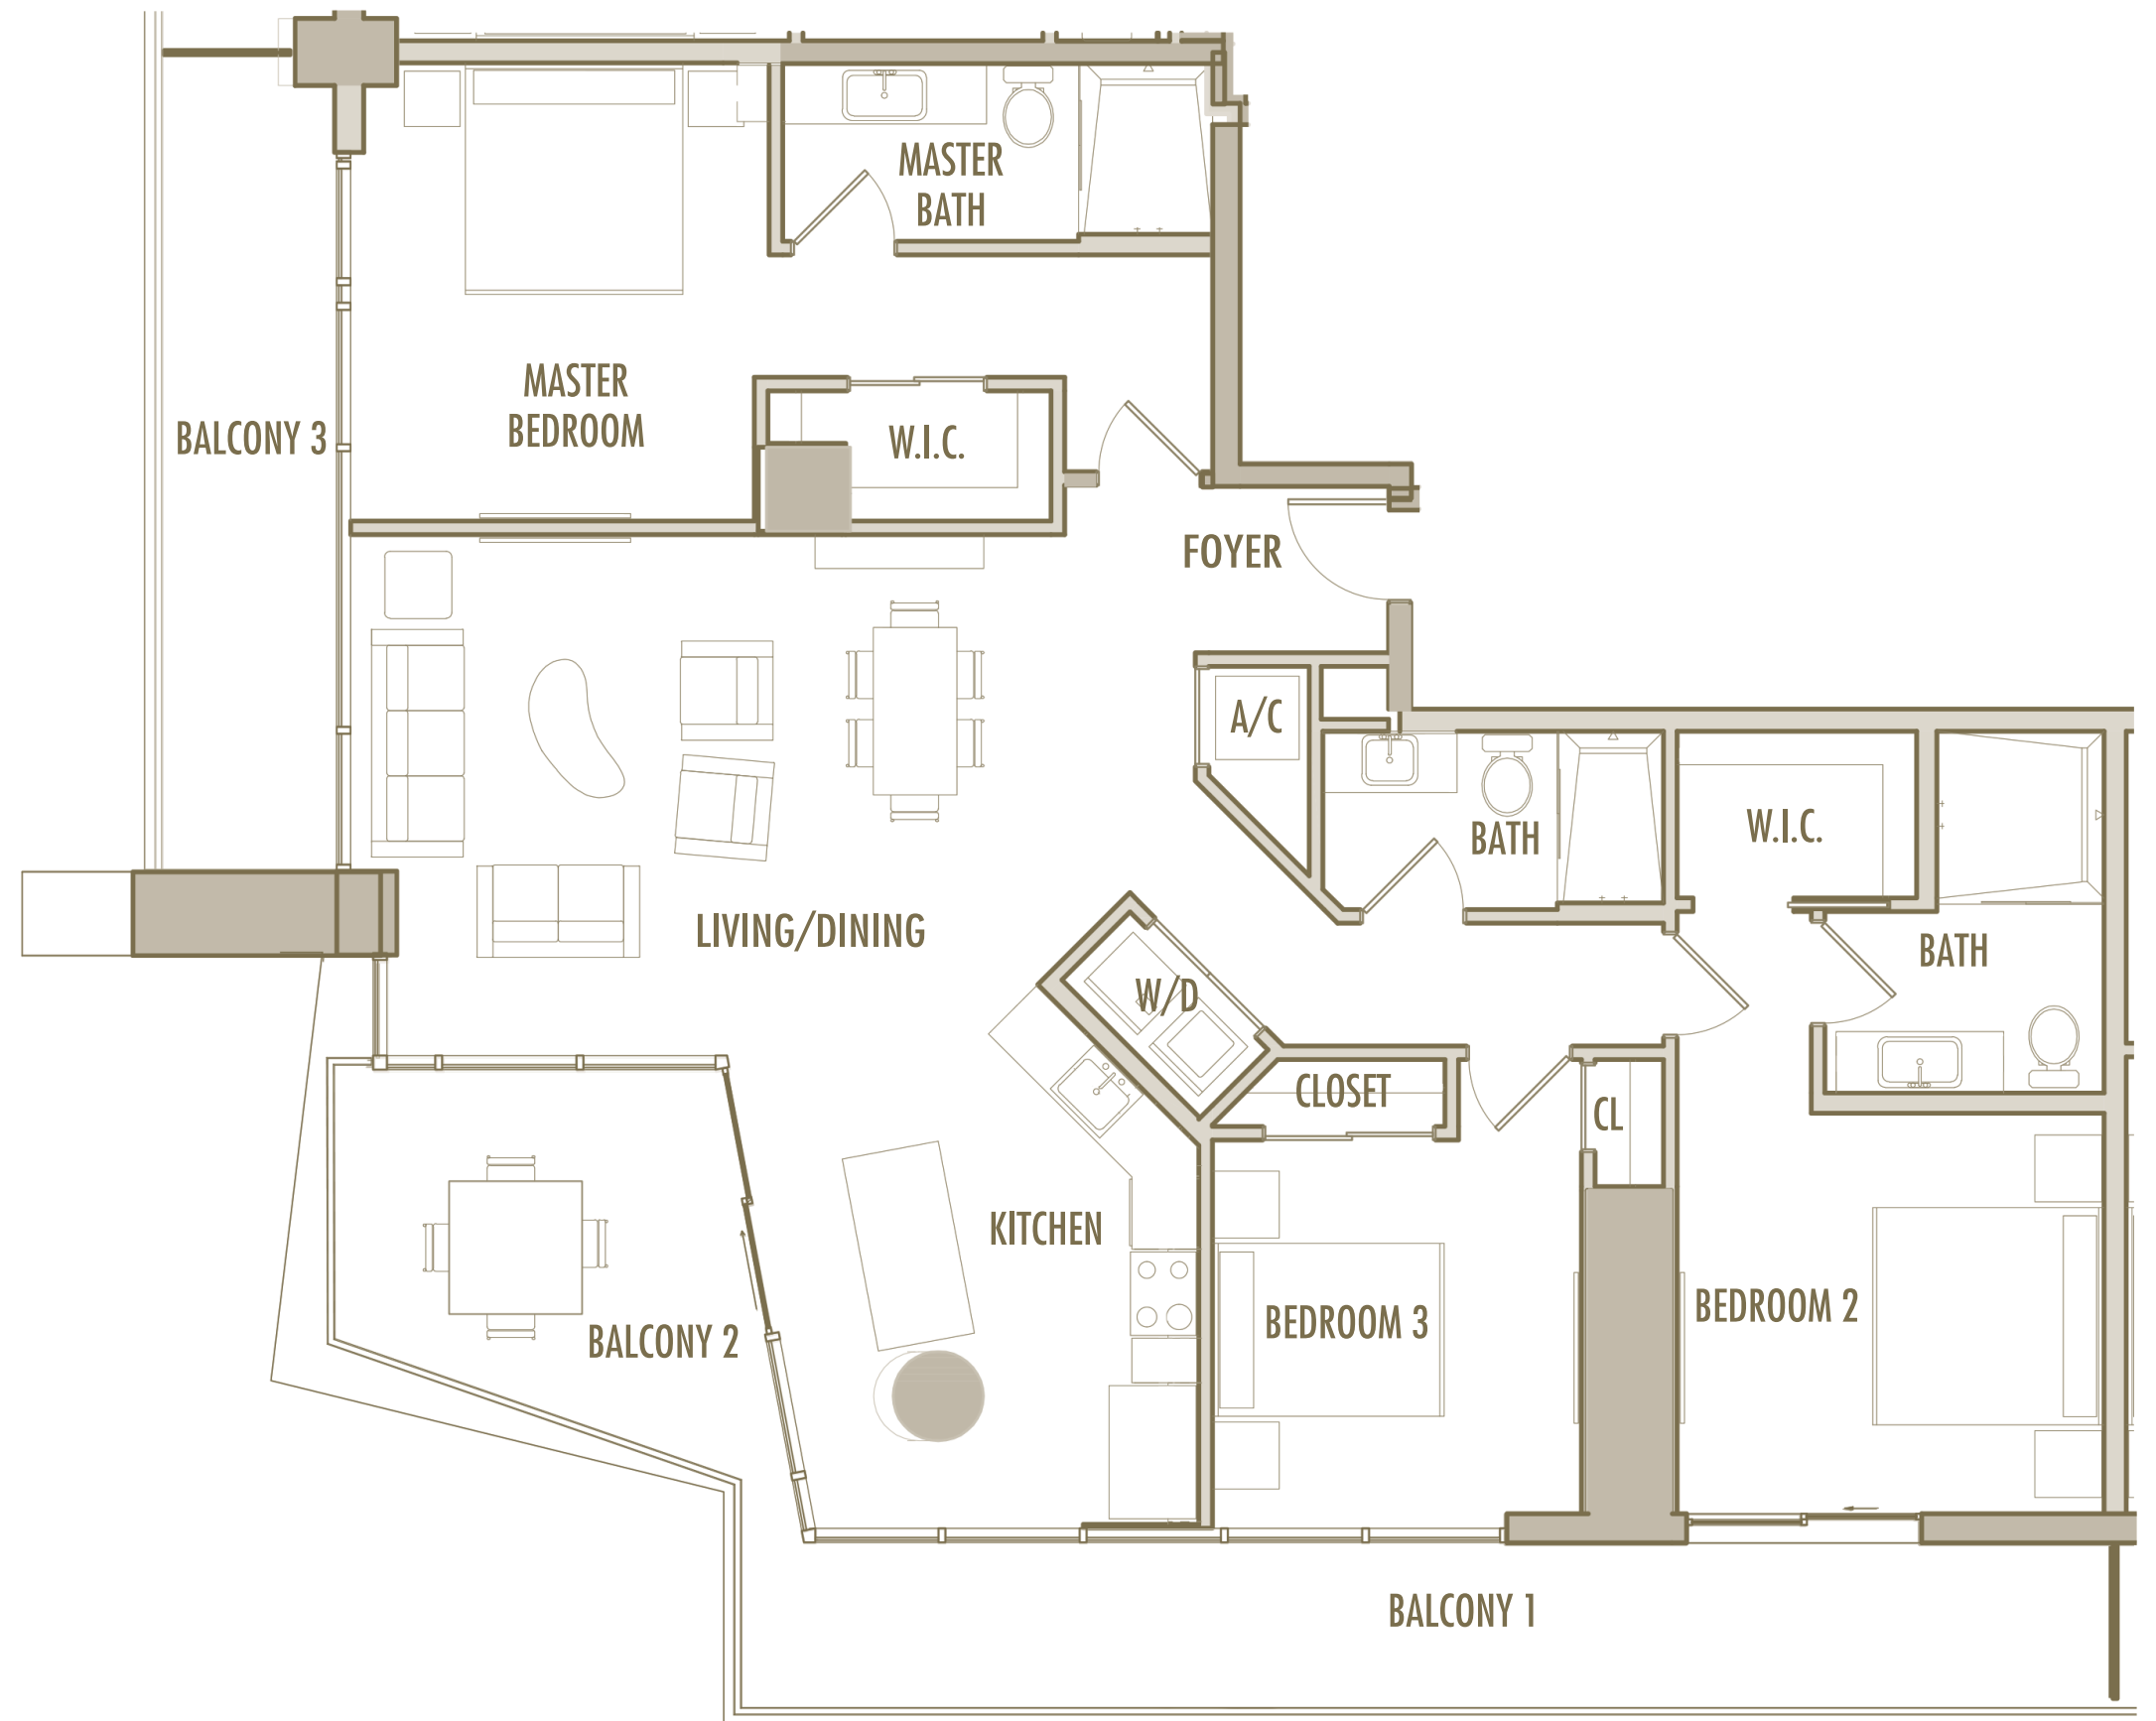 MASTER
BATH
MASTER
BEDROOM
BALCONY 3
W.I.C.
FOYER
A/C
BATH
W.I.C.
LIVING/DINING
BATH
W/D
CLOSET
CL
KITCHEN
BEDROOM 3
BEDROOM 2
BALCONY 2
BALCONY 1